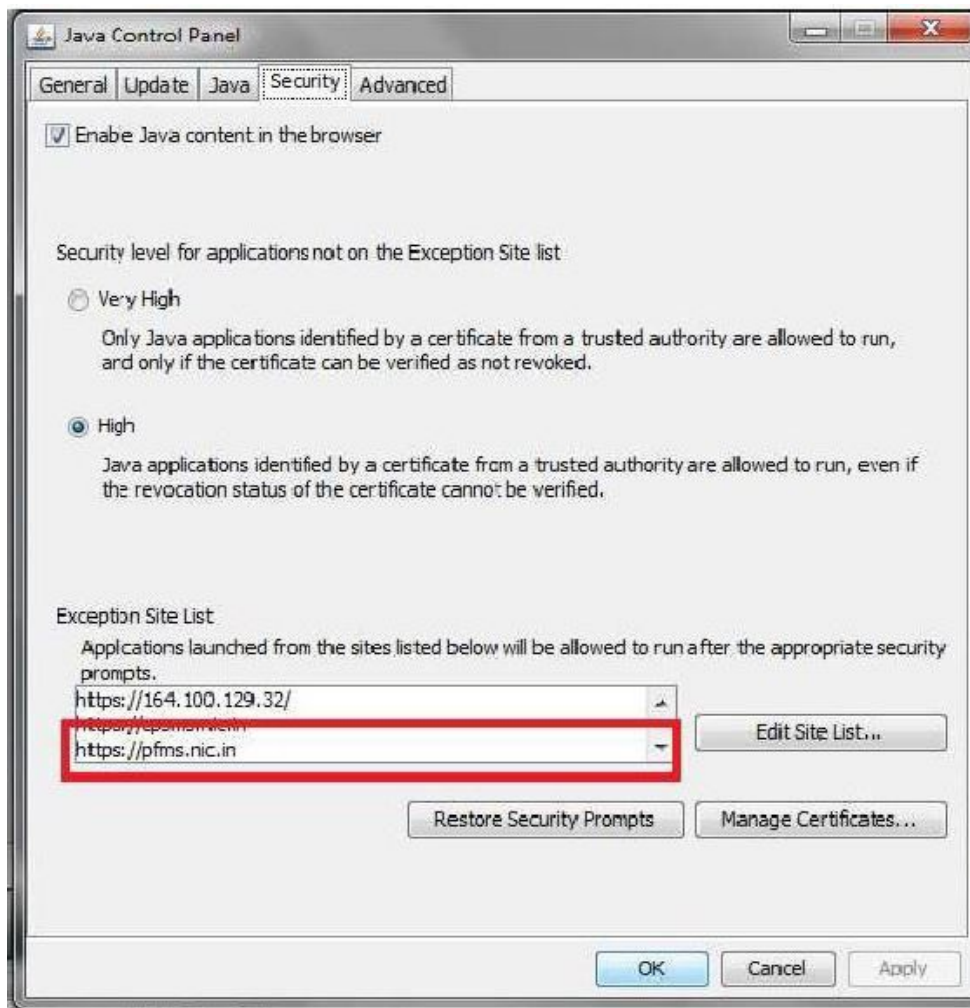 Java Control Panel
General Update Java Security Advanced
Enable Java content in the browser
Security level for applications not on the Exception Site list
Very High
Only Java applications identified by a certificate from a trusted authority are allowed to run,
and only if the certificate can be verified as not revoked.
High
Java applications identified by a certificate from a trusted authority are allowed to run, even if
the revocation status of the certificate cannot be verified.
Exception Site List
Applications launched from the sites listed below will be allowed to run after the appropriate security
prompts.
https://164.100.129.32/
https://pfms.nic.in
Edit Site List...
Restore Security Prompts Manage Certificates...
OK Cancel Apply